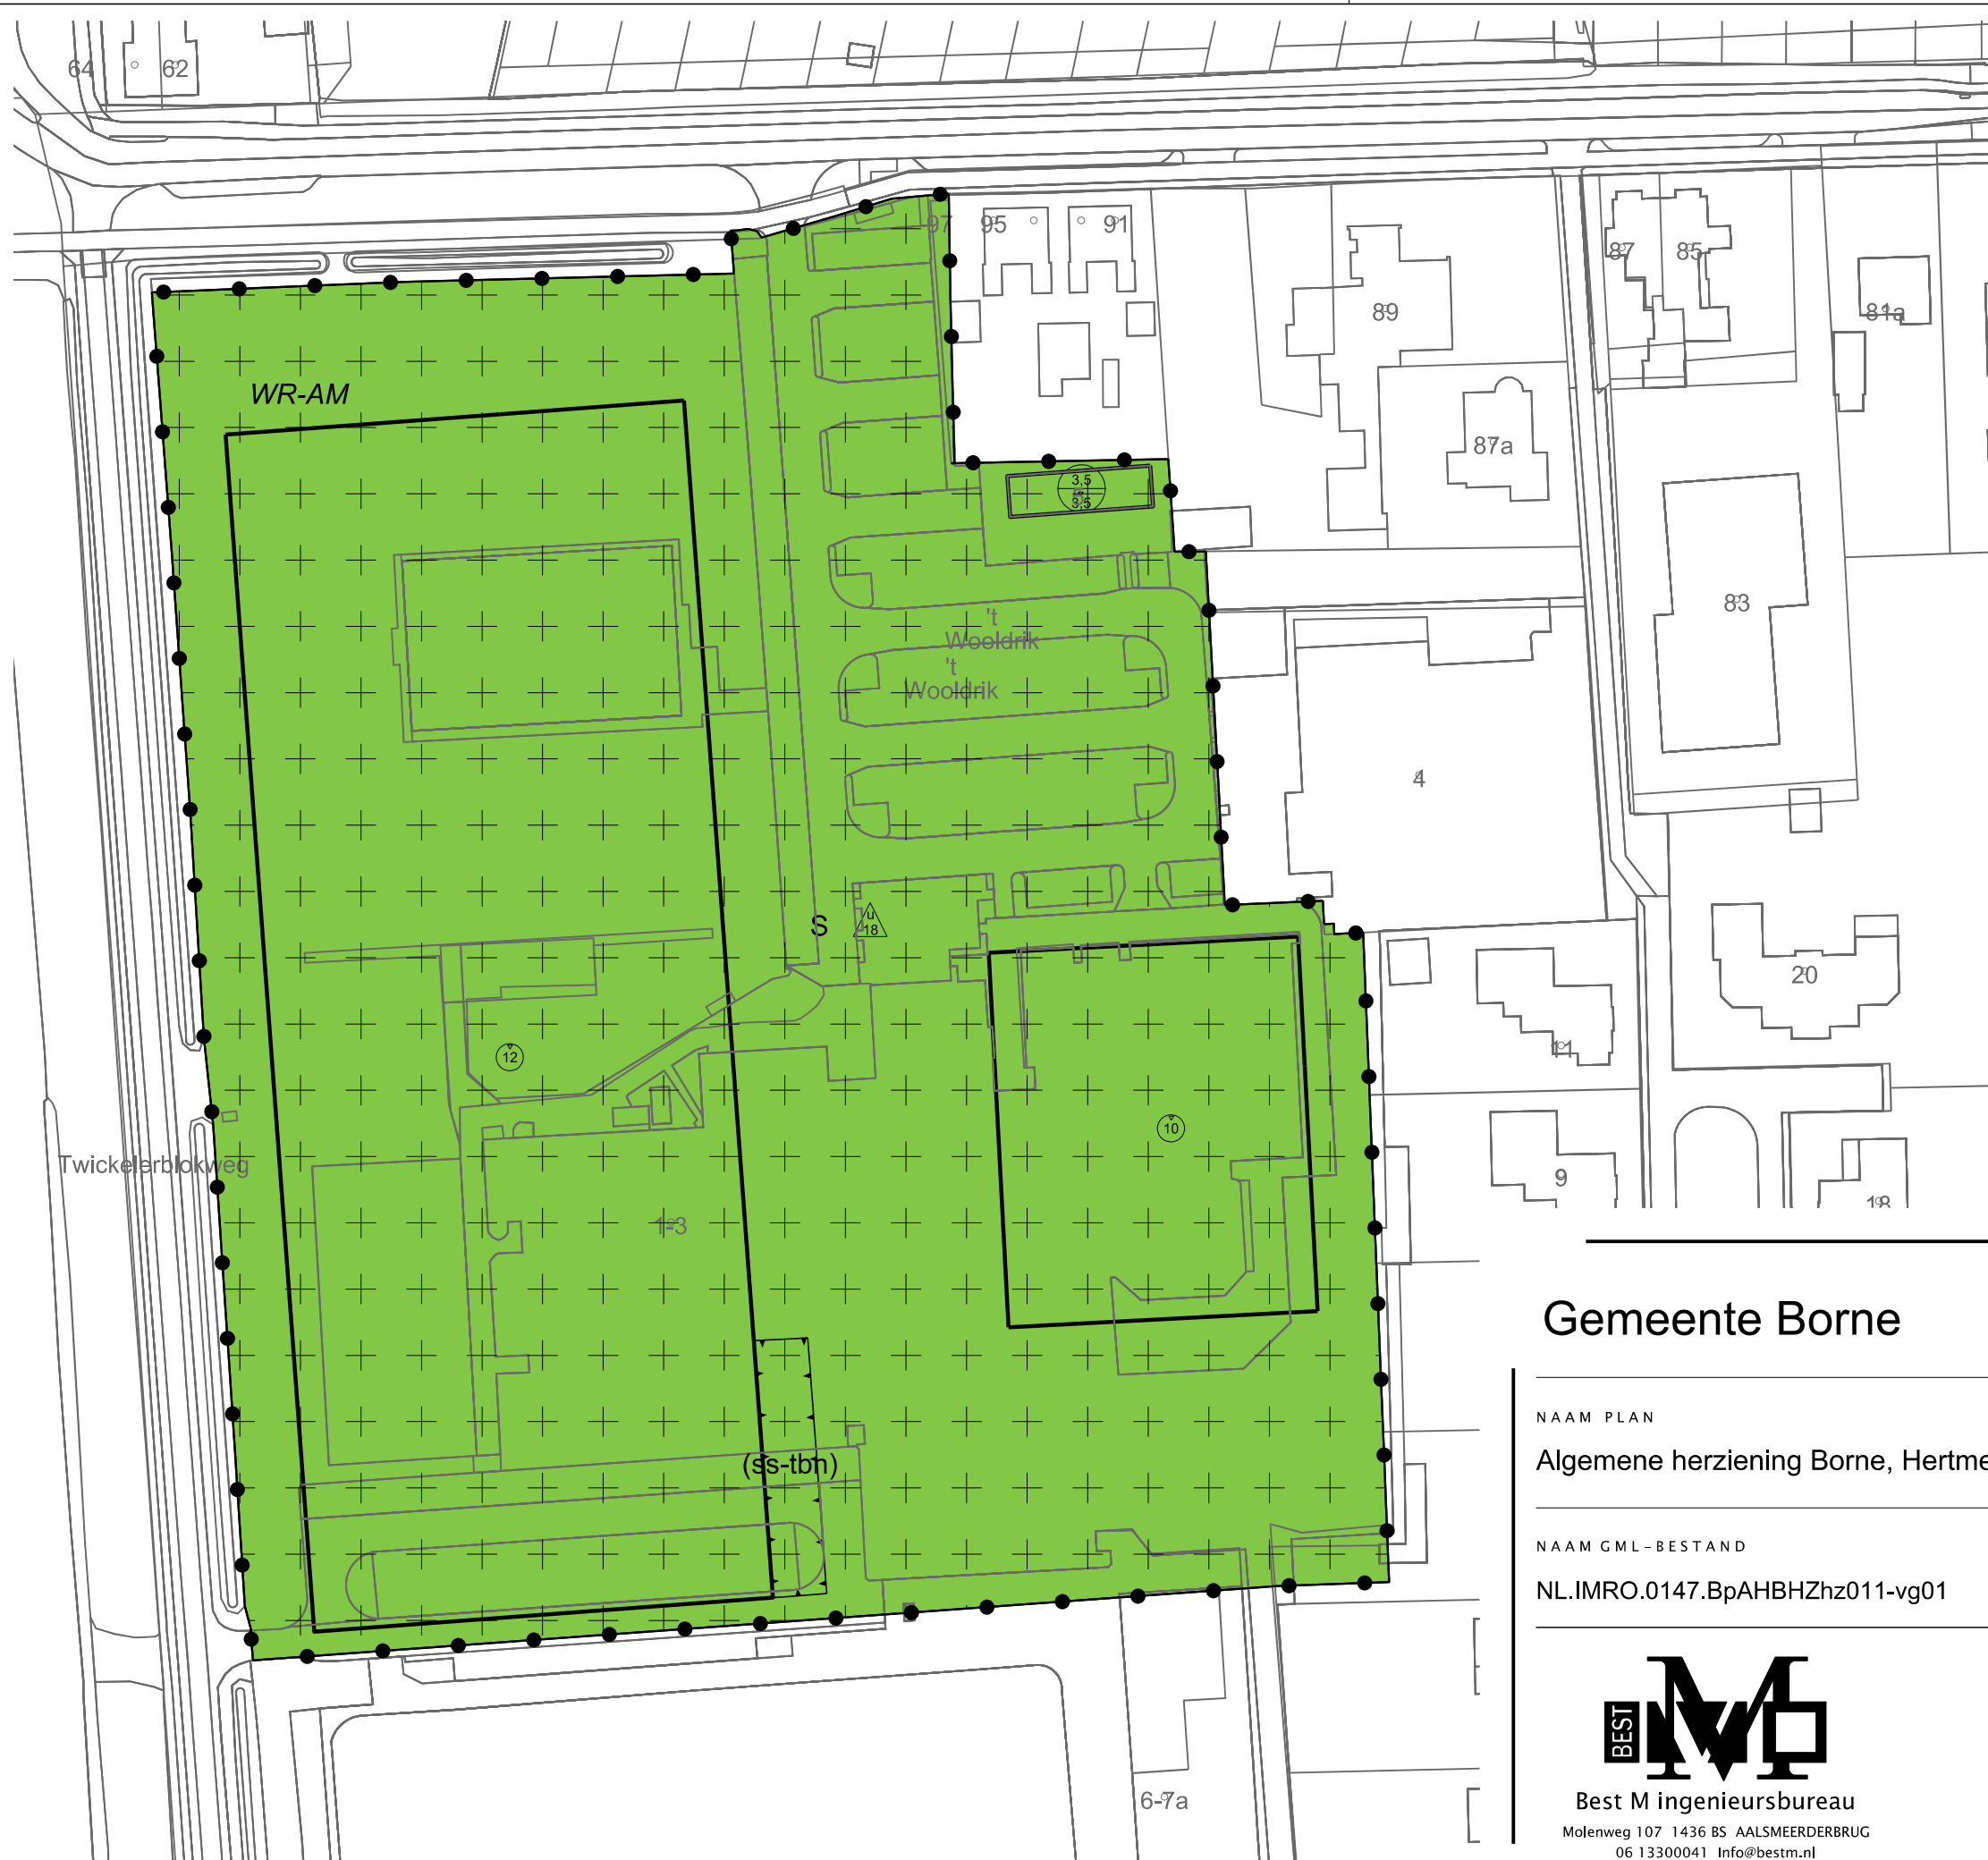 64
62
97
95
91
87
85
89
81a
WR-AM
87a
3,5
3,5
83
't
Wooldrik
't
Wooldrik
4
S
u
18
20
12
11
10
Twickelerblokweg
9
18
1-3
Gemeente Borne
NAAM PLAN
Algemene herziening Borne, Hertme
(ss-tbn)
NAAM GML-BESTAND
NL.IMRO.0147.BpAHBHZhz011-vg01
BEST
M
Best M ingenieursbureau
6-7a
Molenweg 107 1436 BS AALSMEERDERBRUG
06 13300041 Info@bestm.nl